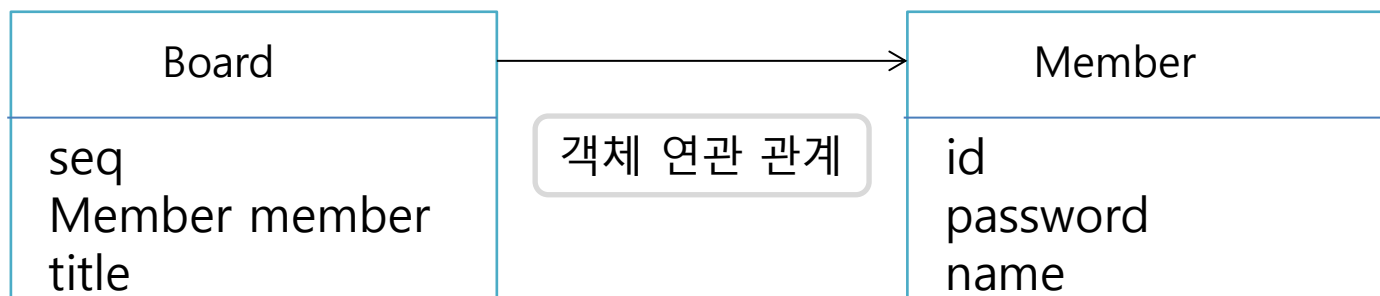 Board
seq
Member member
title
객체 연관 관계
Member
id
password
name